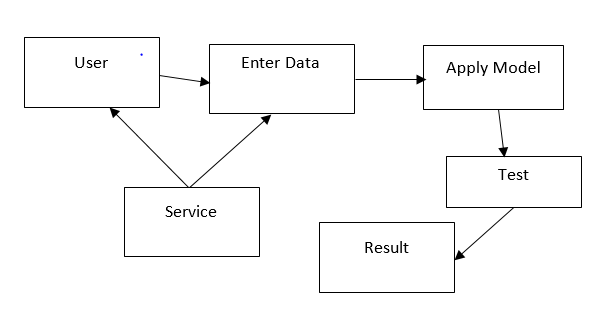 User
Enter Data
Apply Model
Test
Service
Result